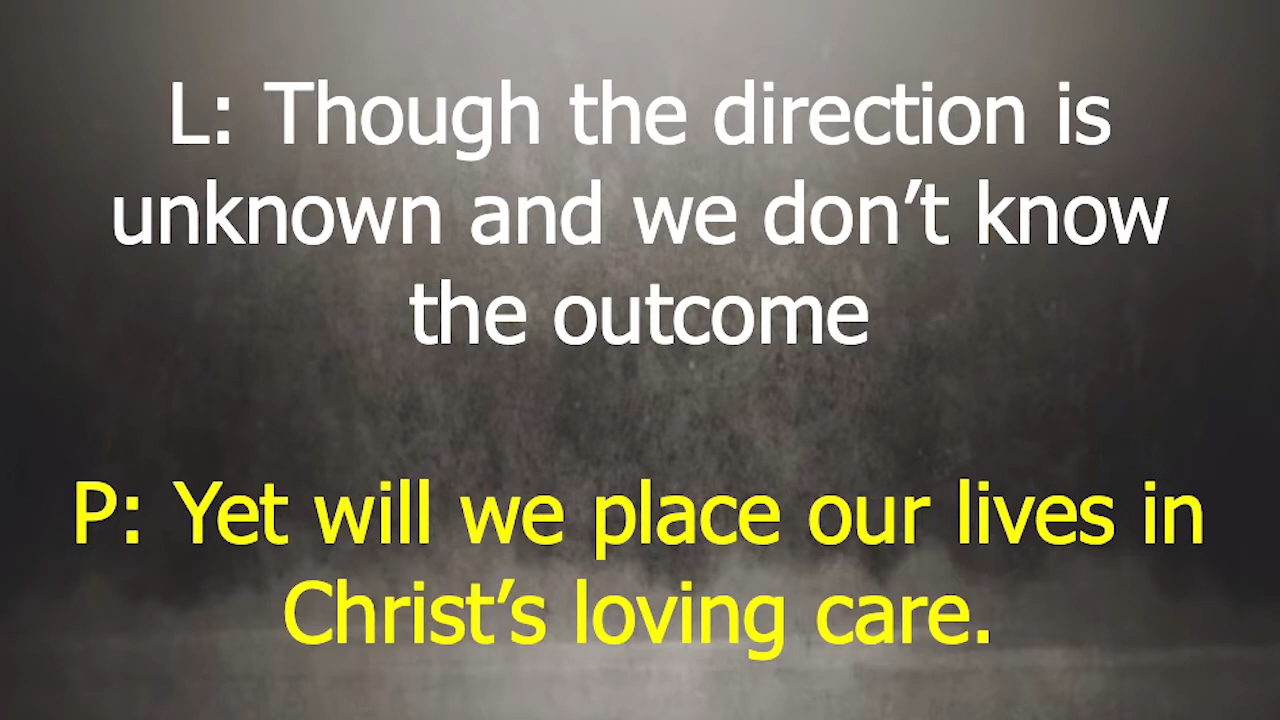 L: Though the direction is
unknown and we don’t know
the outcome
P: Yet will we place our lives in
Christ’s loving care.